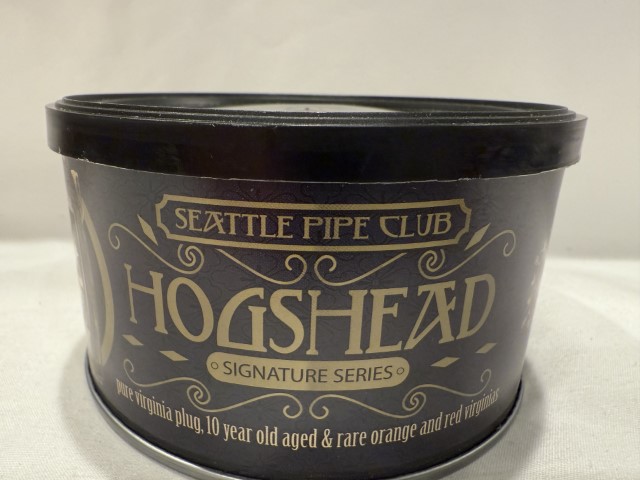 SEATTLE PIPE CLUB
HOGSHEAD
SIGNATURE SERIES
pure virginia plug, 10 year old aged & rare orange and red virginias